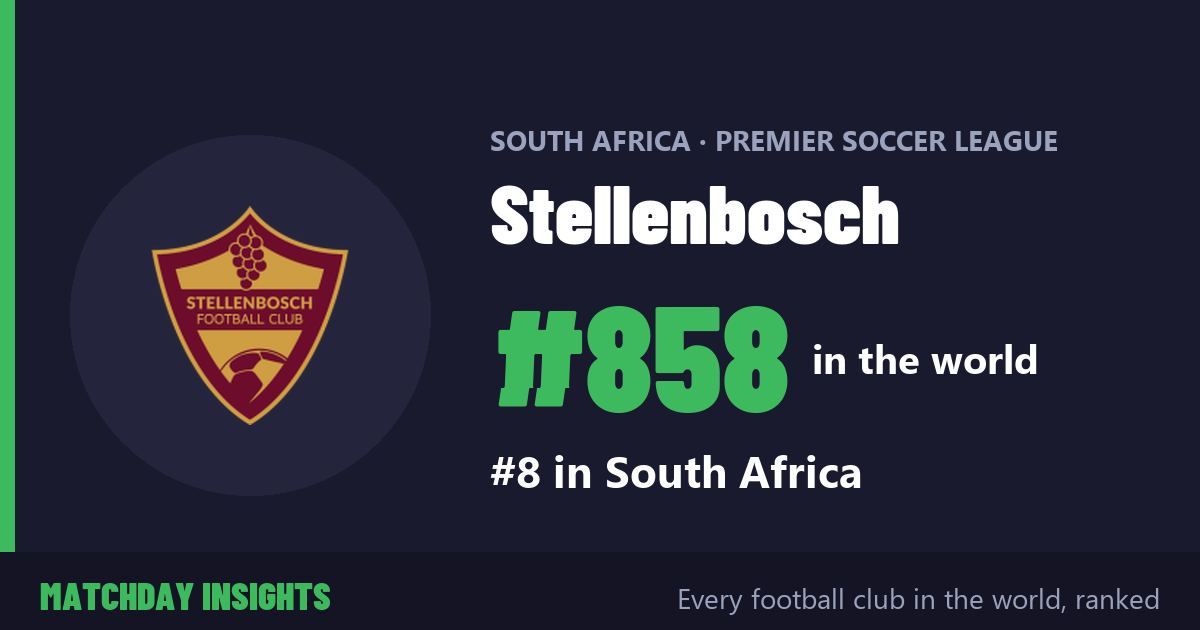 SOUTH AFRICA · PREMIER SOCCER LEAGUE
Stellenbosch
STELLENBOSCH
FOOTBALL CLUB
#858 in the world
#8 in South Africa
MATCHDAY INSIGHTS
Every football club in the world, ranked